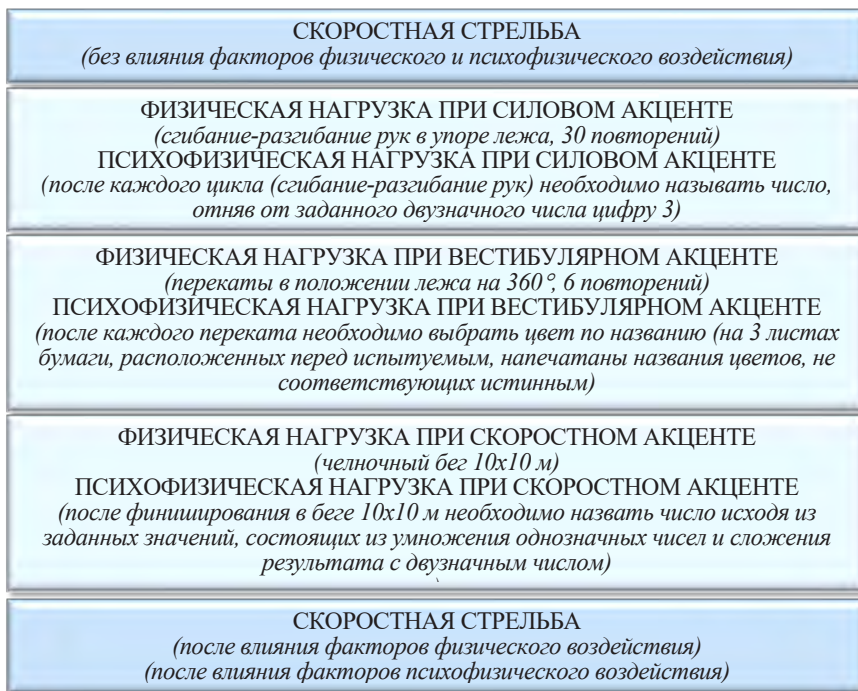 СКОРОСТНАЯ СТРЕЛЬБА
(без влияния факторов физического и психофизического воздействия)
ФИЗИЧЕСКАЯ НАГРУЗКА ПРИ СИЛОВОМ АКЦЕНТЕ
(сгибание-разгибание рук в упоре лежа, 30 повторений)
ПСИХОФИЗИЧЕСКАЯ НАГРУЗКА ПРИ СИЛОВОМ АКЦЕНТЕ
(после каждого цикла (сгибание-разгибание рук) необходимо называть число,
отняв от заданного двузначного числа цифру 3)
ФИЗИЧЕСКАЯ НАГРУЗКА ПРИ ВЕСТИБУЛЯРНОМ АКЦЕНТЕ
(перекаты в положении лежа на 360°, 6 повторений)
ПСИХОФИЗИЧЕСКАЯ НАГРУЗКА ПРИ ВЕСТИБУЛЯРНОМ АКЦЕНТЕ
(после каждого переката необходимо выбрать цвет по названию (на 3 листах
бумаги, расположенных перед испытуемым, напечатаны названия цветов, не
соответствующих истинным)
ФИЗИЧЕСКАЯ НАГРУЗКА ПРИ СКОРОСТНОМ АКЦЕНТЕ
(челночный бег 10х10 м)
ПСИХОФИЗИЧЕСКАЯ НАГРУЗКА ПРИ СКОРОСТНОМ АКЦЕНТЕ
(после финиширования в беге 10х10 м необходимо назвать число исходя из
заданных значений, состоящих из умножения однозначных чисел и сложения
результата с двузначным числом)
СКОРОСТНАЯ СТРЕЛЬБА
(после влияния факторов физического воздействия)
(после влияния факторов психофизического воздействия)